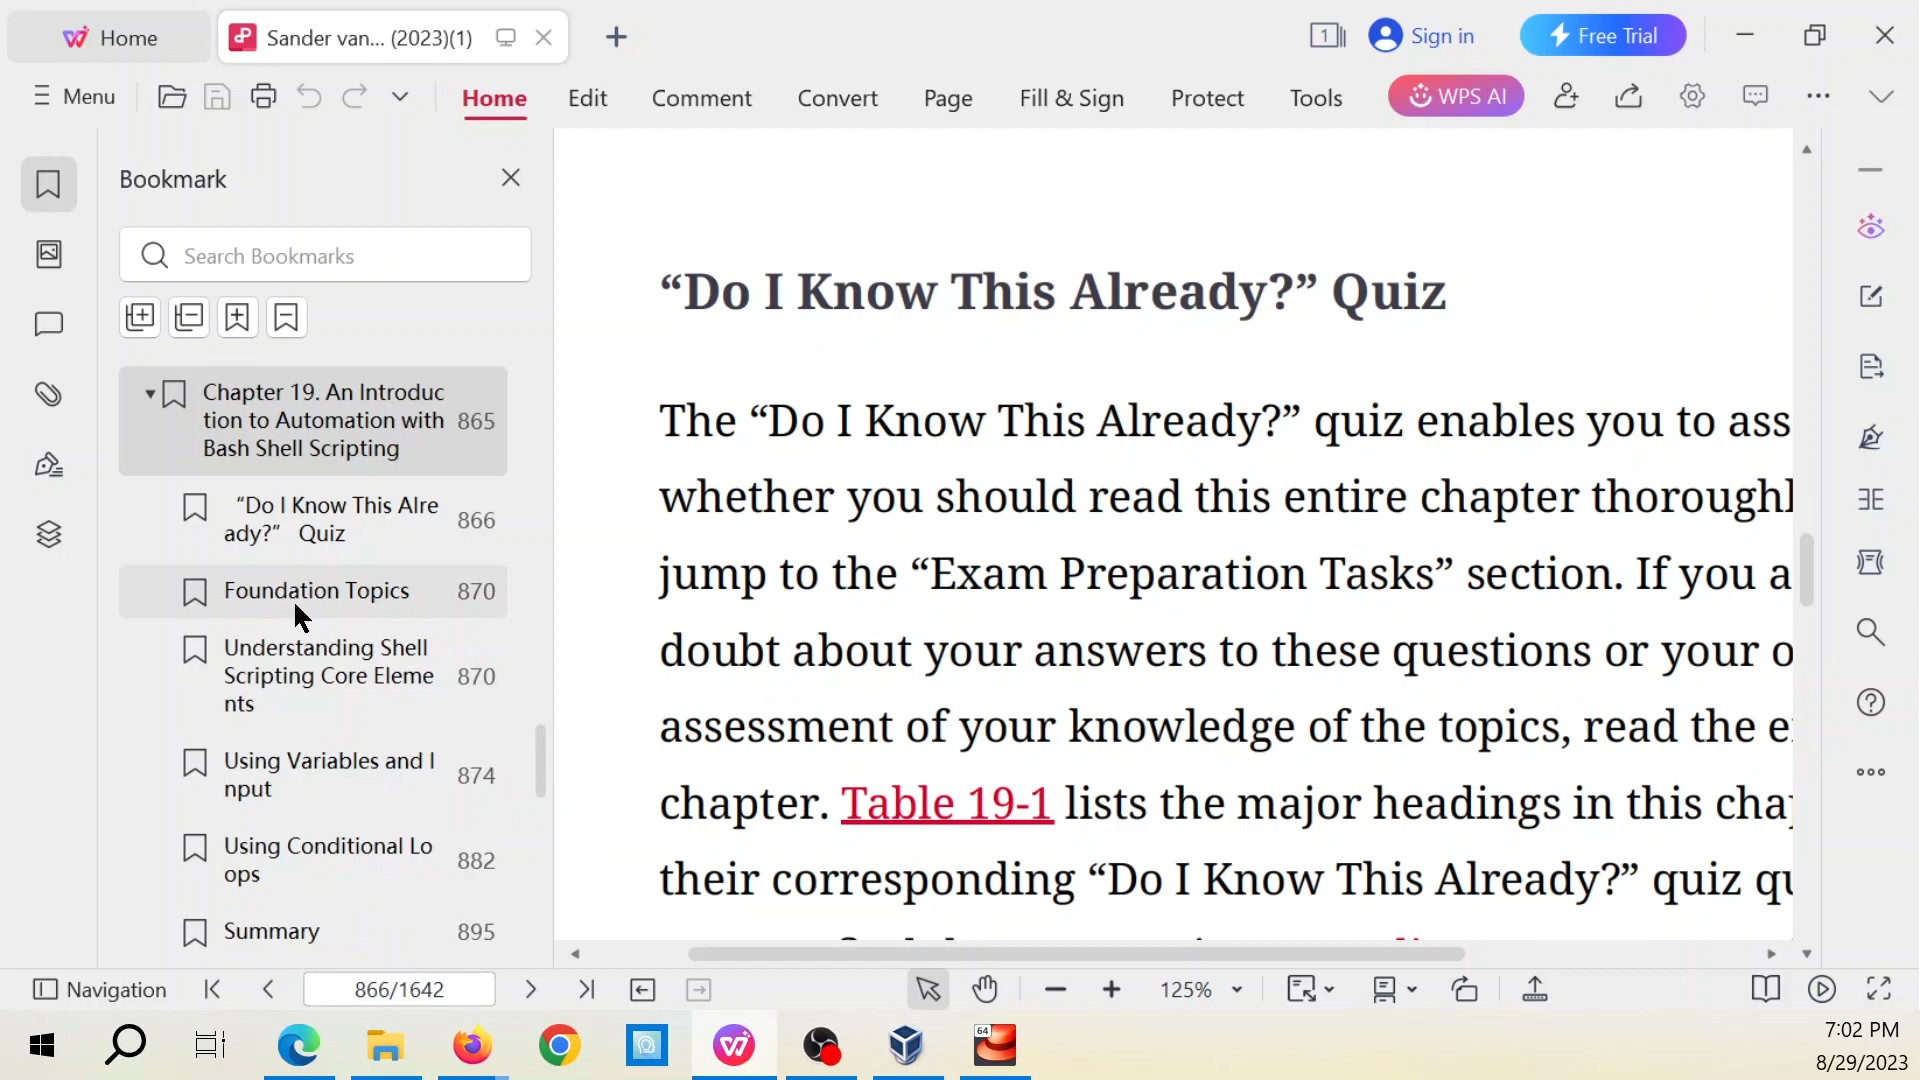 Home
Sander van... (2023)(1)
1
Sign in
Free Trial
Menu
Home
Edit
Comment
Convert
Page
Fill & Sign
Protect
Tools
WPS AI
Bookmark
Search Bookmarks
Chapter 19. An Introduc
tion to Automation with
Bash Shell Scripting
865
“Do I Know This Alre
ady?” Quiz
866
Foundation Topics
870
Understanding Shell
Scripting Core Eleme
nts
870
Using Variables and I
nput
874
Using Conditional Lo
ops
882
Summary
895
“Do I Know This Already?” Quiz
The “Do I Know This Already?” quiz enables you to ass
whether you should read this entire chapter thoroughl
jump to the “Exam Preparation Tasks” section. If you a
doubt about your answers to these questions or your o
assessment of your knowledge of the topics, read the e
chapter. Table 19-1 lists the major headings in this cha
their corresponding “Do I Know This Already?” quiz qu
Navigation
866/1642
125%
64
7:02 PM
8/29/2023